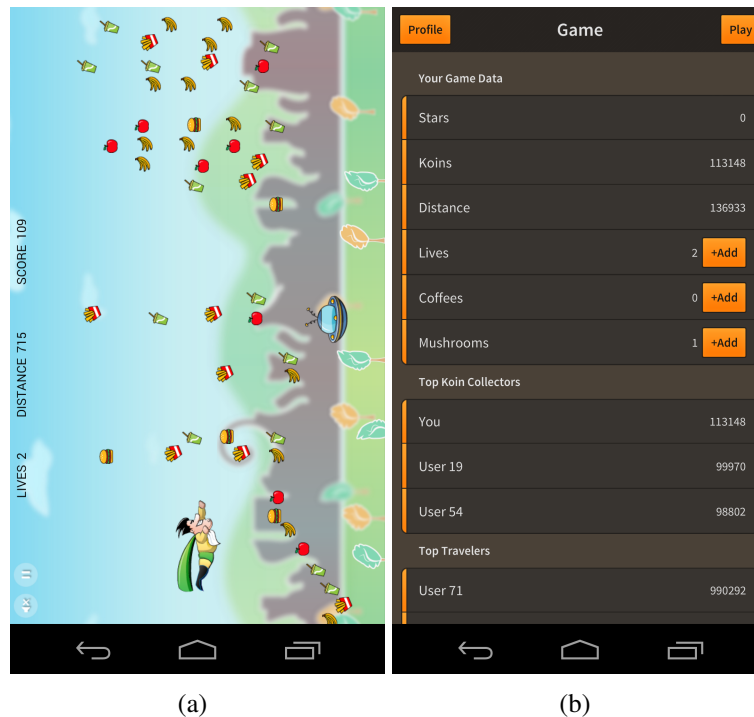 LIVES 2 DISTANCE 715 SCORE 109
(a)
Profile Game Play
Your Game Data
Stars 0
Koins 113148
Distance 136933
Lives 2 +Add
Coffees 0 +Add
Mushrooms 1 +Add
Top Koin Collectors
You 113148
User 19 99970
User 54 98802
Top Travelers
User 71 990292
(b)